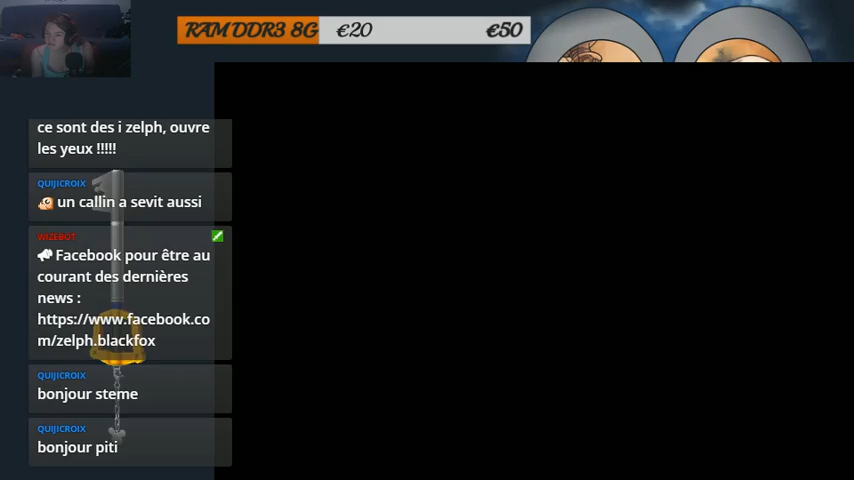 RAM DDR3 8G €20 €50
ce sont des i zelph, ouvre
les yeux !!!!!
QUIJICROIX
un callin a sevit aussi
WIZEBOT
Facebook pour être au
courant des dernières
news :
https://www.facebook.co
m/zelph.blackfox
QUIJICROIX
bonjour steme
QUIJICROIX
bonjour piti